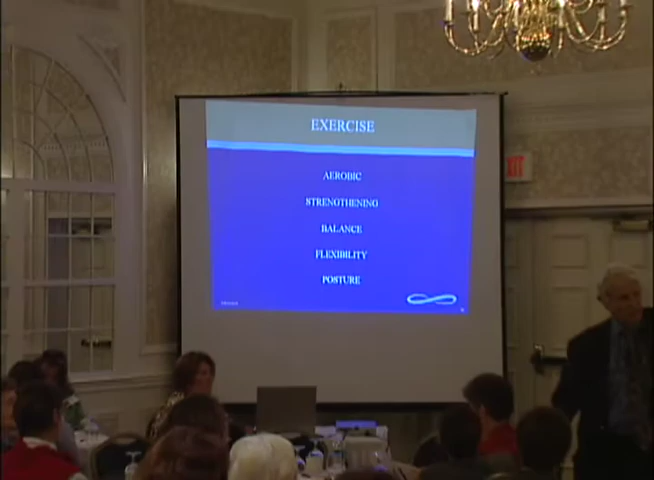 EXERCISE
AEROBIC
STRENGTHENING
BALANCE
FLEXIBILITY
POSTURE
EXIT